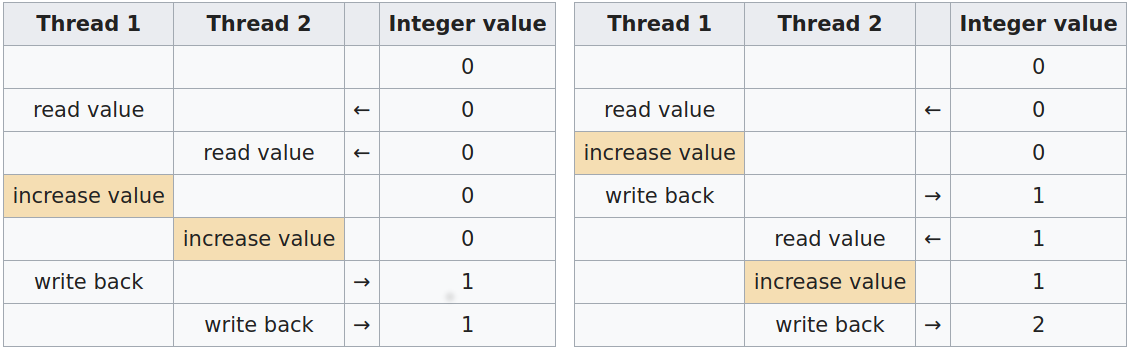 Thread 1 Thread 2 Integer value
0
read value ← 0
read value ← 0
increase value 0
increase value 0
write back → 1
write back → 1
Thread 1 Thread 2 Integer value
0
read value ← 0
increase value 0
write back → 1
read value ← 1
increase value 1
write back → 2